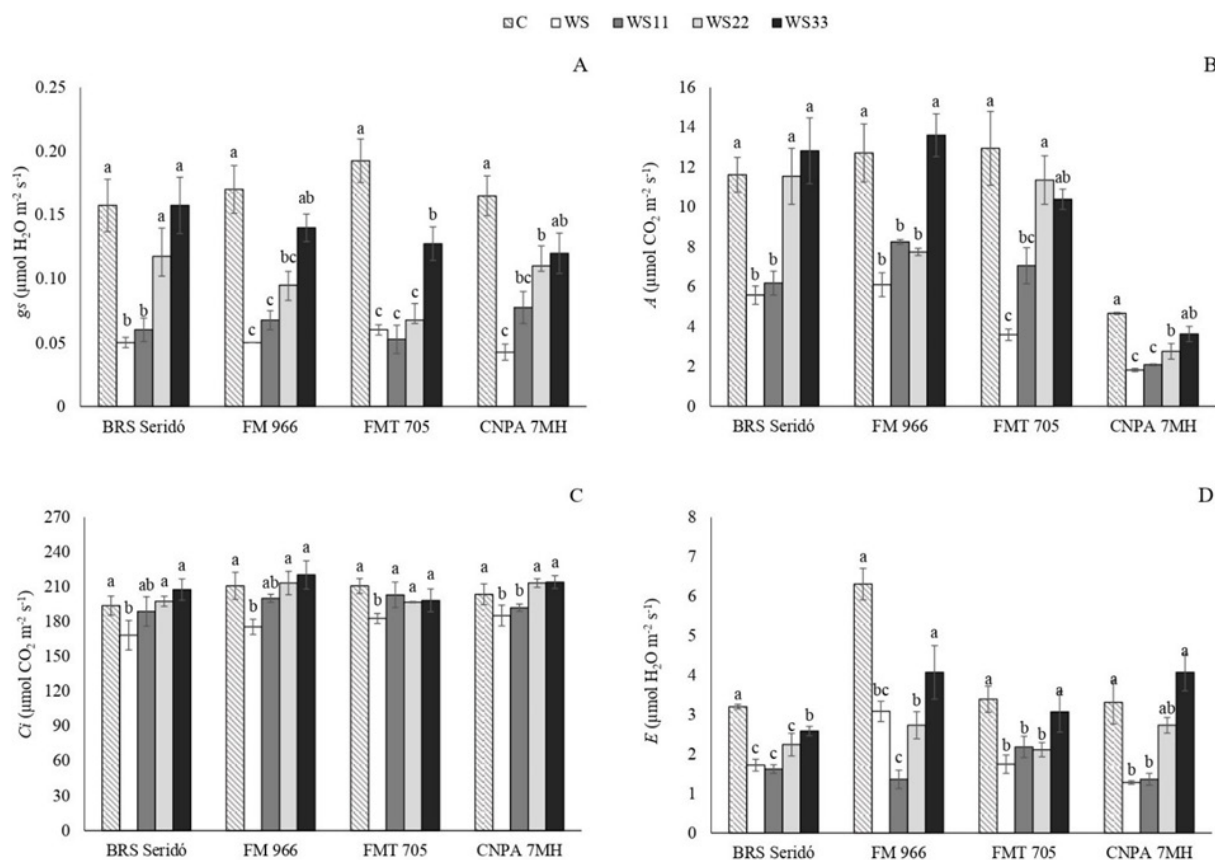 C WS WS11 WS22 WS33
A
gs (µmol H₂O m⁻² s⁻¹)
0.25
0.20
0.15
0.10
0.05
0
a b b a a
a c c bc ab
a c c c b
a c bc b ab
BRS Seridó FM 966 FMT 705 CNPA 7MH
B
A (µmol CO₂ m⁻² s⁻¹)
16
14
12
10
8
6
4
2
0
a b b a a
a b b b a
a c bc a ab
a c c b ab
BRS Seridó FM 966 FMT 705 CNPA 7MH
C
Ci (µmol CO₂ m⁻² s⁻¹)
270
240
210
180
150
120
90
60
30
0
a b ab a a
a b ab a a
a b a a a
a b b a a
BRS Seridó FM 966 FMT 705 CNPA 7MH
D
E (µmol H₂O m⁻² s⁻¹)
8
7
6
5
4
3
2
1
0
a c c c b
a bc c b a
a b b b a
a b b ab a
BRS Seridó FM 966 FMT 705 CNPA 7MH